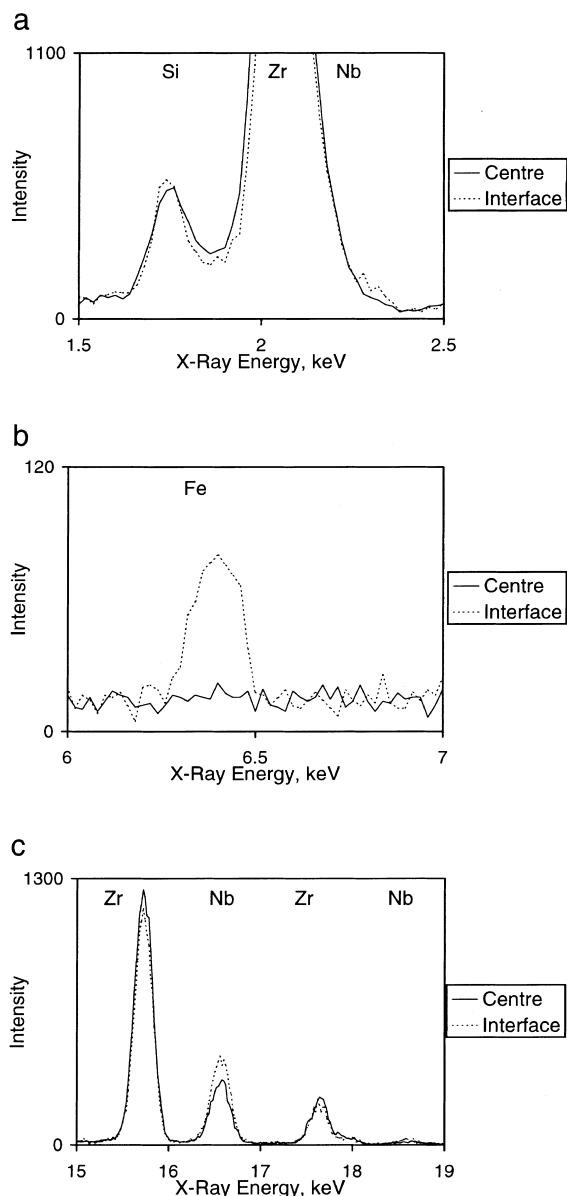 a
1100
Si Zr Nb
Intensity
Centre
Interface
0
1.5 2 2.5
X-Ray Energy, keV
b
120
Fe
Intensity
Centre
Interface
0
6 6.5 7
X-Ray Energy, keV
c
1300
Zr Nb Zr Nb
Intensity
Centre
Interface
0
15 16 17 18 19
X-Ray Energy, keV